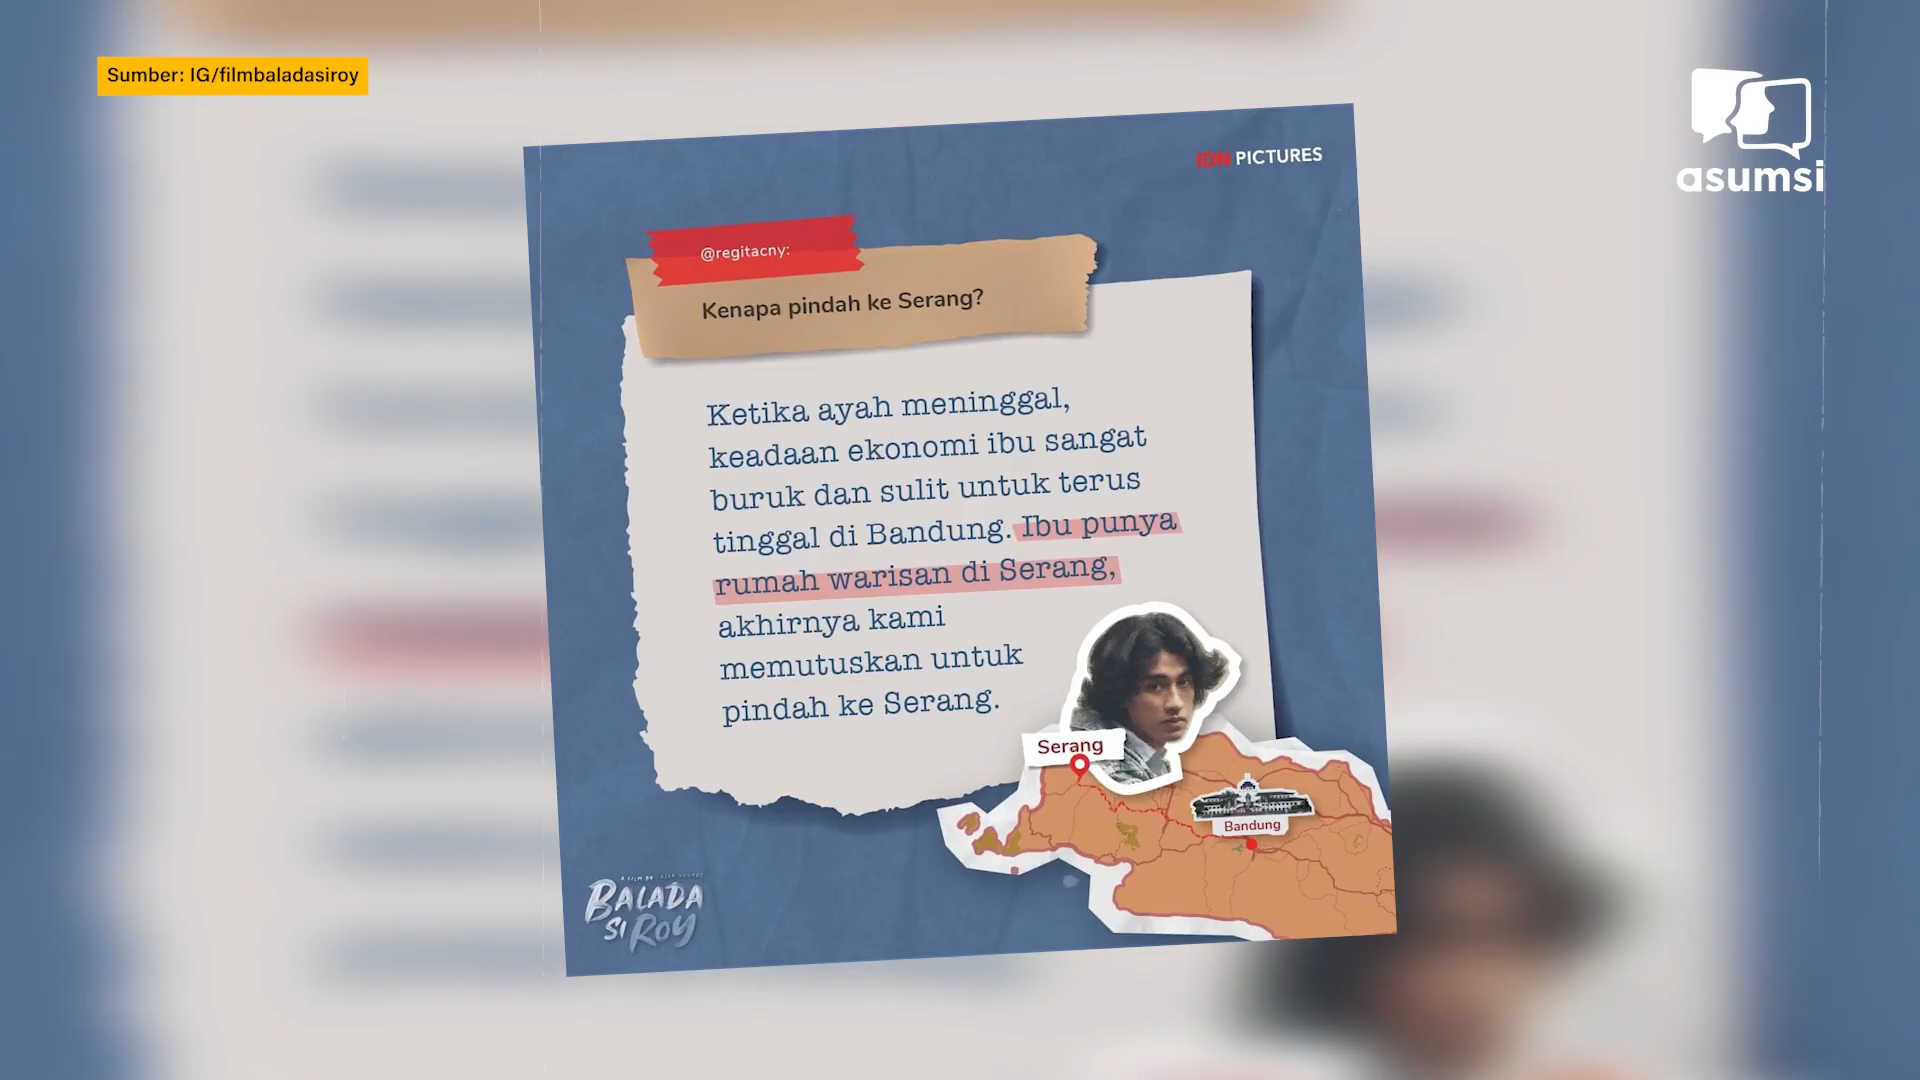 Sumber: IG/filmbaladasiroy
asumsi
IDN PICTURES
@regitacny:
Kenapa pindah ke Serang?
Ketika ayah meninggal,
keadaan ekonomi ibu sangat
buruk dan sulit untuk terus
tinggal di Bandung. Ibu punya
rumah warisan di Serang,
akhirnya kami
memutuskan untuk
pindah ke Serang.
Serang
Bandung
A FILM BY
BALADA
SI ROY